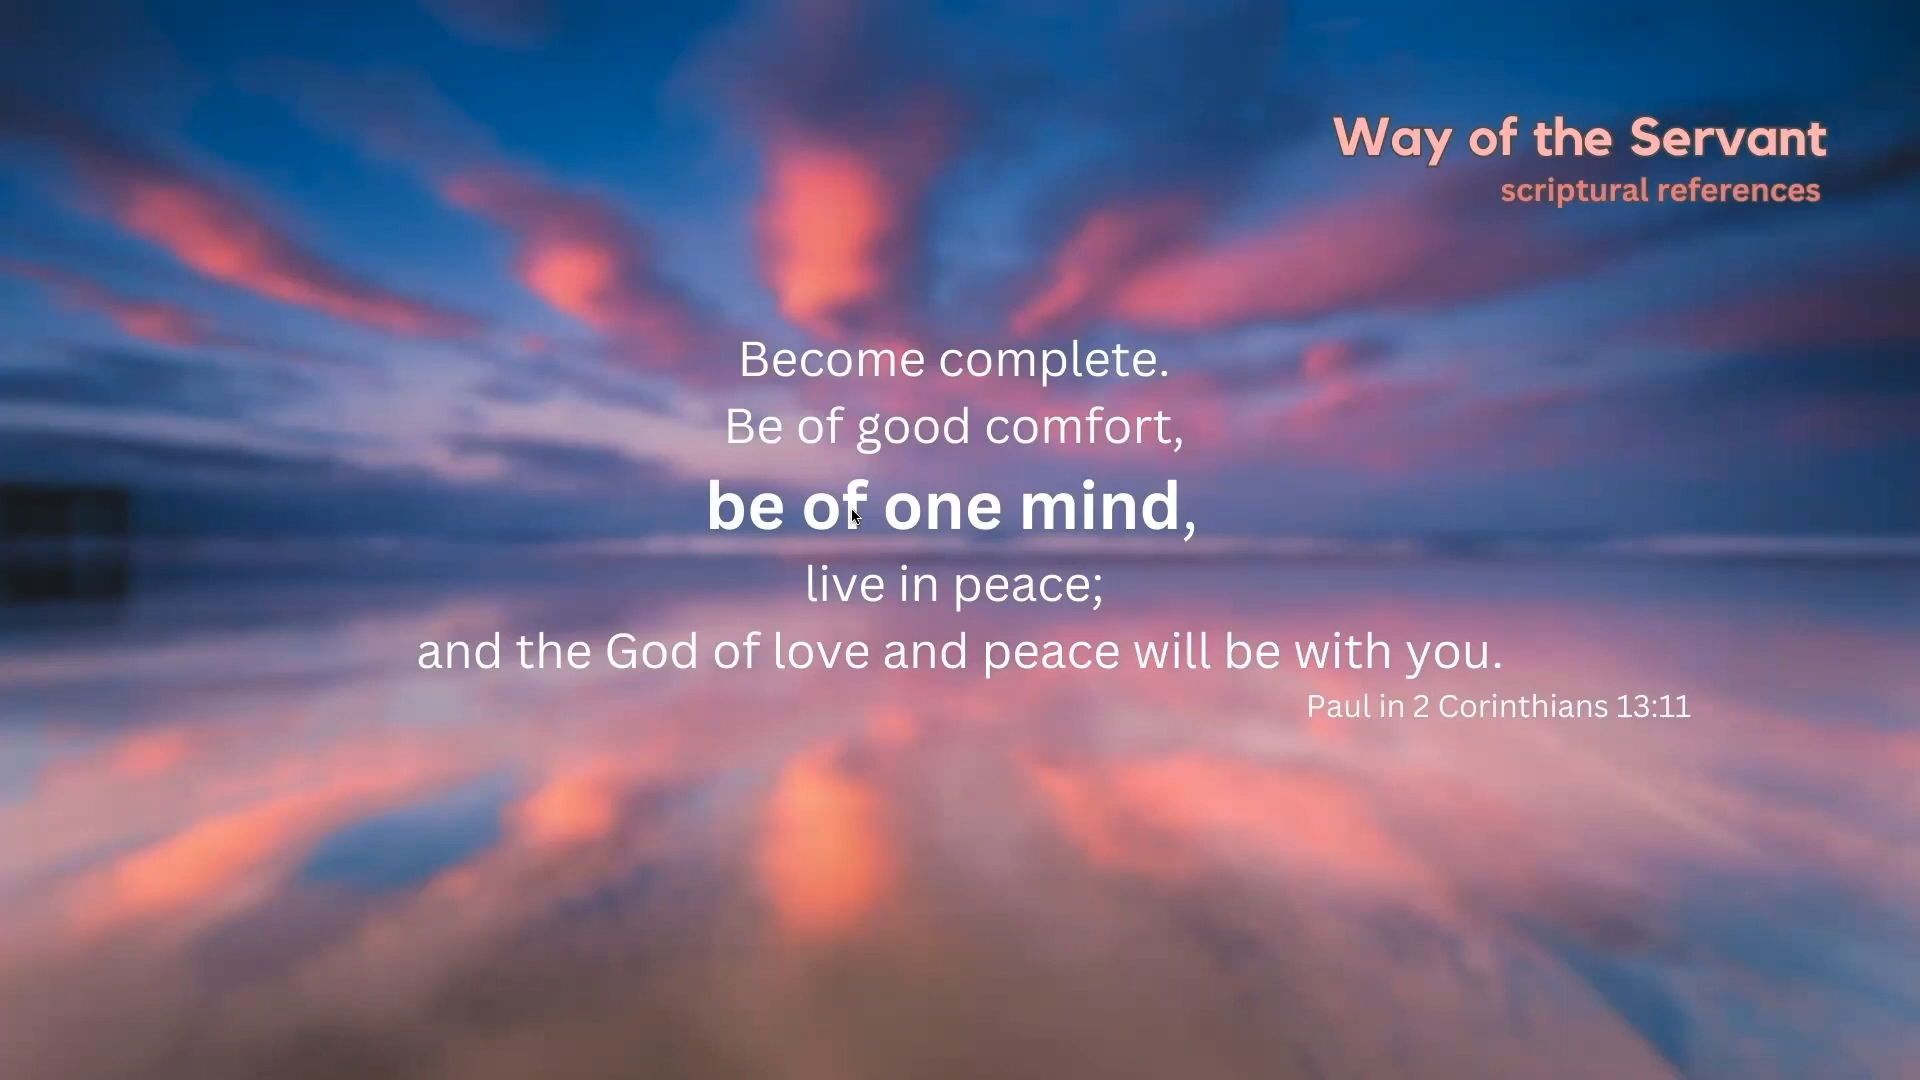 Way of the Servant
scriptural references
Become complete.
Be of good comfort,
be of one mind,
live in peace;
and the God of love and peace will be with you.
Paul in 2 Corinthians 13:11